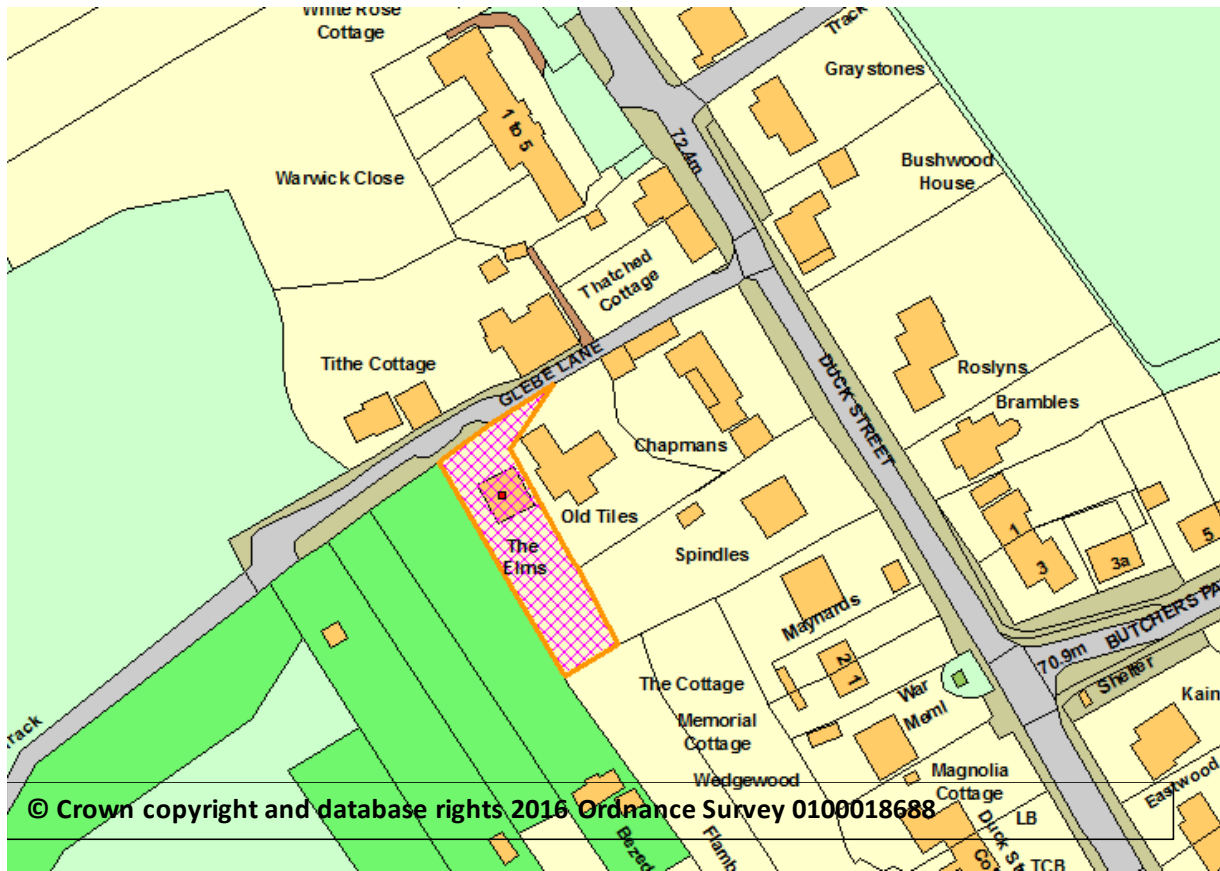 White Rose
Cottage
Track
Graystones
1 to 5
72.4m
Bushwood
House
Warwick Close
Thatched
Cottage
Tithe Cottage
GLEBE LANE
DUCK STREET
Roslyns
Brambles
Chapmans
Old Tiles
The
Elms
Spindles
1
3
3a
5
Maynards
BUTCHERS
70.9m
Shelter
2
1
The Cottage
War
Meml
Kain
Memorial
Cottage
Track
Wedgewood
Magnolia
Cottage
Eastwood
© Crown copyright and database rights 2016 Ordnance Survey 0100018688
LB
Duck
TCB